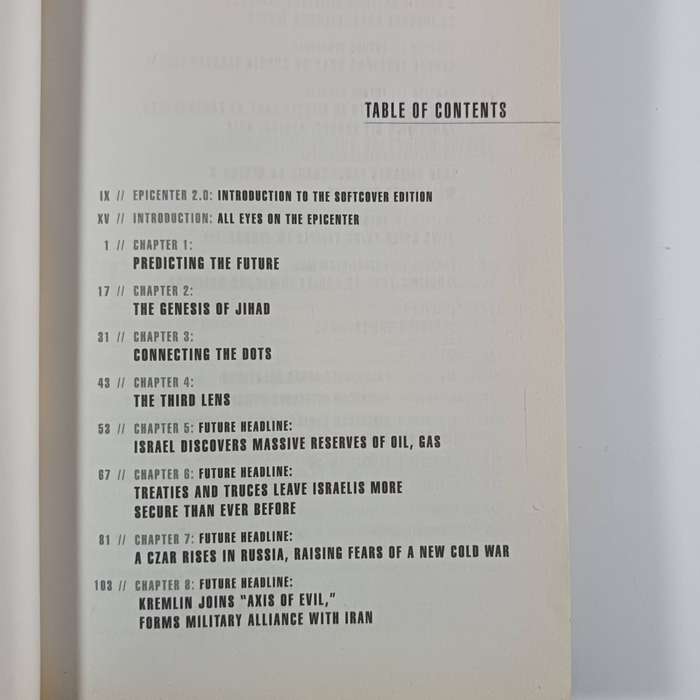 TABLE OF CONTENTS
IX // EPICENTER 2.0: INTRODUCTION TO THE SOFTCOVER EDITION
XV // INTRODUCTION: ALL EYES ON THE EPICENTER
1 // CHAPTER 1:
PREDICTING THE FUTURE
17 // CHAPTER 2:
THE GENESIS OF JIHAD
31 // CHAPTER 3:
CONNECTING THE DOTS
43 // CHAPTER 4:
THE THIRD LENS
53 // CHAPTER 5: FUTURE HEADLINE:
ISRAEL DISCOVERS MASSIVE RESERVES OF OIL, GAS
67 // CHAPTER 6: FUTURE HEADLINE:
TREATIES AND TRUCES LEAVE ISRAELIS MORE
SECURE THAN EVER BEFORE
81 // CHAPTER 7: FUTURE HEADLINE:
A CZAR RISES IN RUSSIA, RAISING FEARS OF A NEW COLD WAR
103 // CHAPTER 8: FUTURE HEADLINE:
KREMLIN JOINS “AXIS OF EVIL,”
FORMS MILITARY ALLIANCE WITH IRAN